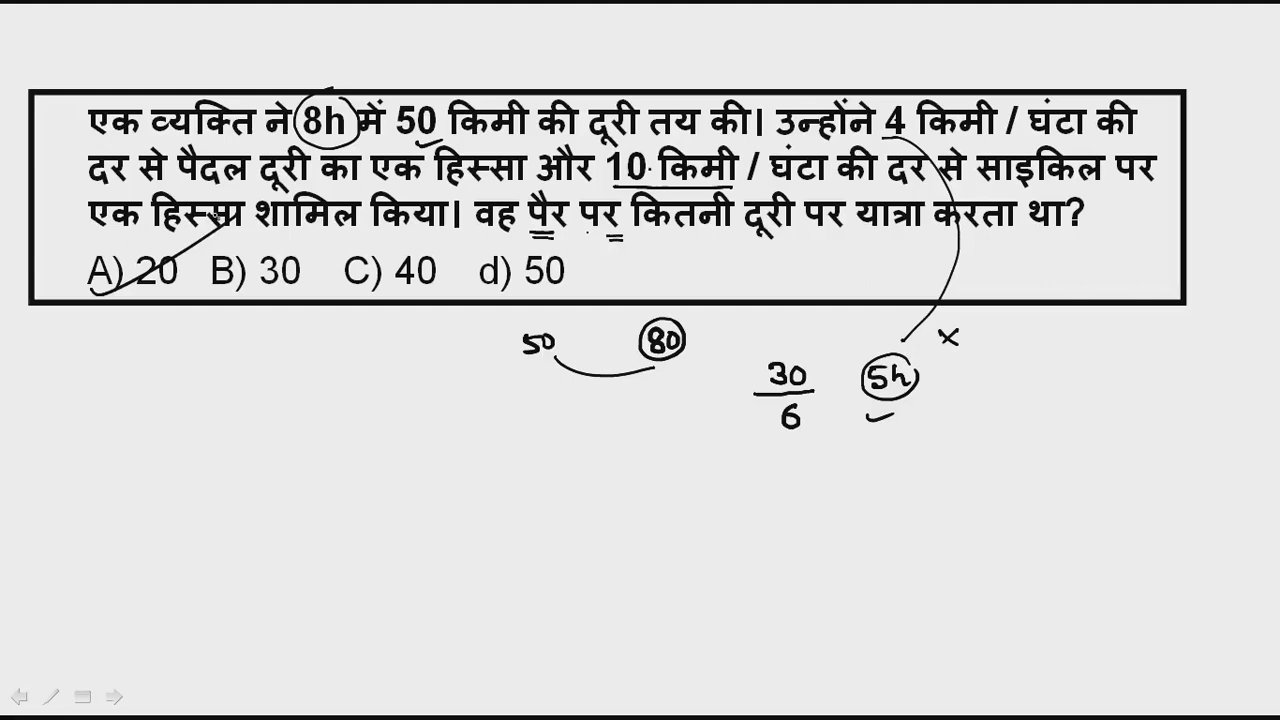 एक व्यक्ति ने 8h में 50 किमी की दूरी तय की। उन्होंने 4 किमी / घंटा की
दर से पैदल दूरी का एक हिस्सा और 10 किमी / घंटा की दर से साइकिल पर
एक हिस्सा शामिल किया। वह पैर पर कितनी दूरी पर यात्रा करता था?
A) 20 B) 30 C) 40 d) 50
50 80
30 5h x
6